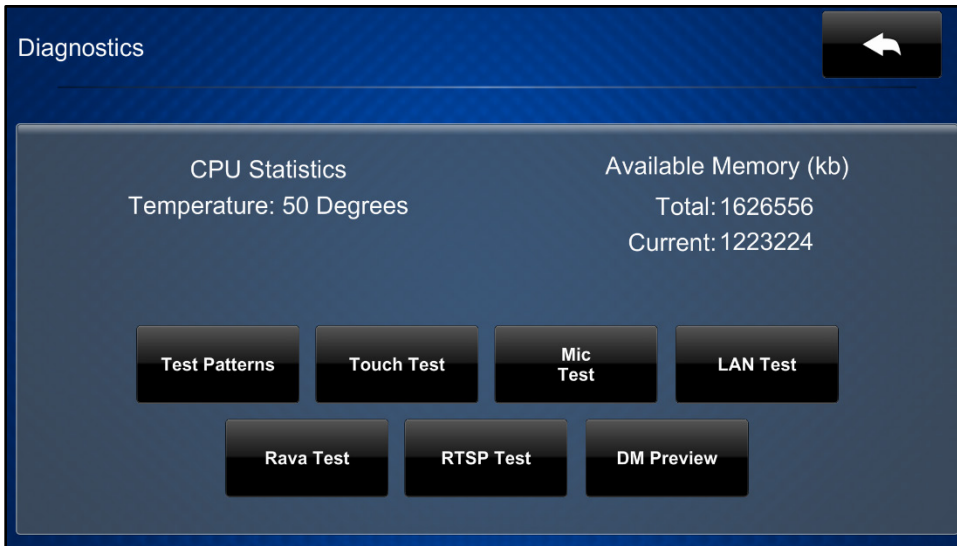 Diagnostics
CPU Statistics
Temperature: 50 Degrees
Available Memory (kb)
Total: 1626556
Current: 1223224
Test Patterns
Touch Test
Mic
Test
LAN Test
Rava Test
RTSP Test
DM Preview